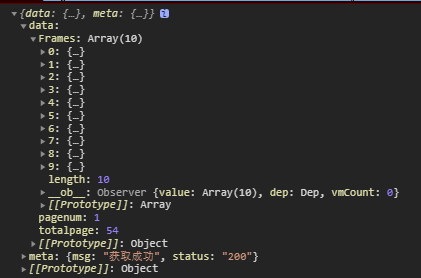 {data: {…}, meta: {…}} i
data:
Frames: Array(10)
0: {…}
1: {…}
2: {…}
3: {…}
4: {…}
5: {…}
6: {…}
7: {…}
8: {…}
9: {…}
length: 10
__ob__: Observer {value: Array(10), dep: Dep, vmCount: 0}
[[Prototype]]: Array
pagenum: 1
totalpage: 54
[[Prototype]]: Object
meta: {msg: "获取成功", status: "200"}
[[Prototype]]: Object